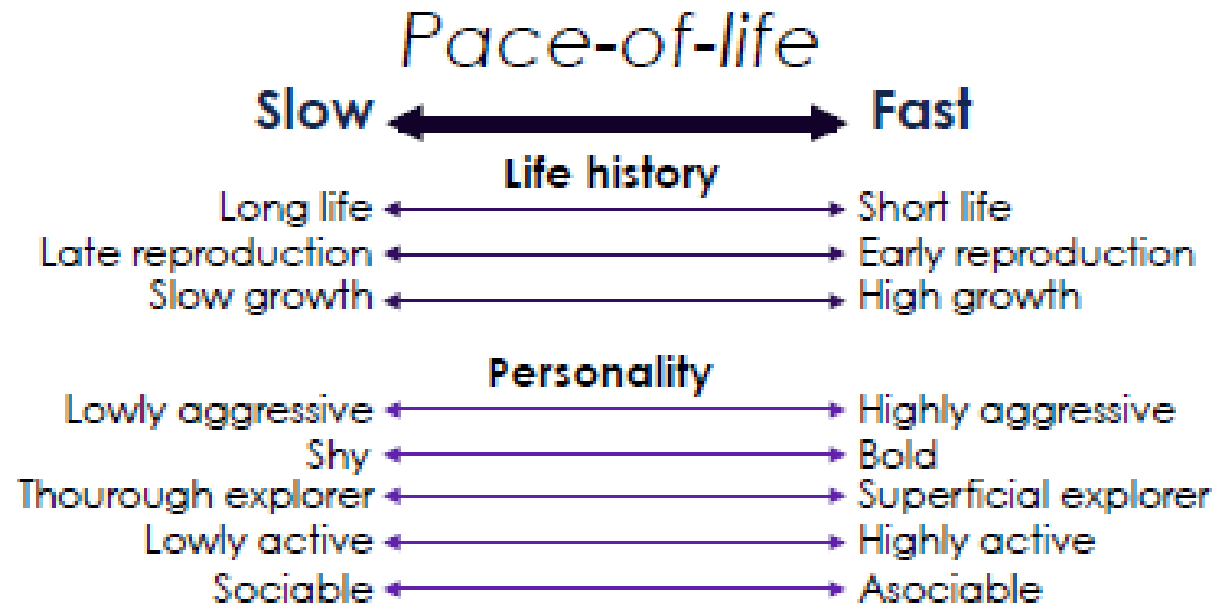 Pace-of-life
Slow Fast
Life history
Long life Short life
Late reproduction Early reproduction
Slow growth High growth
Personality
Lowly aggressive Highly aggressive
Shy Bold
Thourough explorer Superficial explorer
Lowly active Highly active
Sociable Asociable